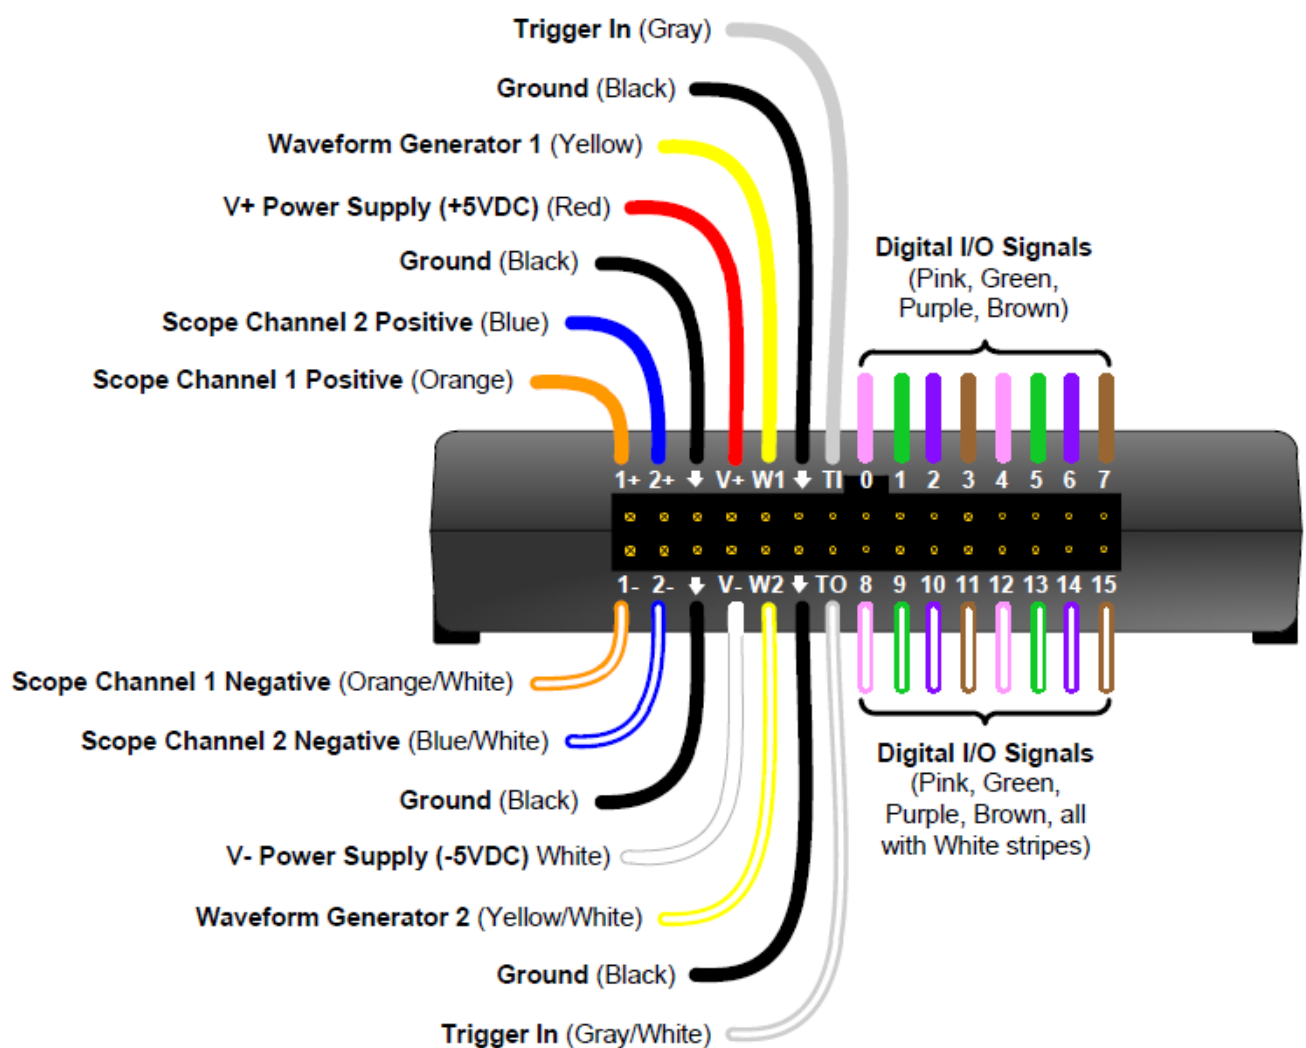 Trigger In (Gray)
Ground (Black)
Waveform Generator 1 (Yellow)
V+ Power Supply (+5VDC) (Red)
Ground (Black)
Scope Channel 2 Positive (Blue)
Scope Channel 1 Positive (Orange)
Digital I/O Signals
(Pink, Green,
Purple, Brown)
1+ 2+ V+ W1 TI 0 1 2 3 4 5 6 7
1- 2- V- W2 TO 8 9 10 11 12 13 14 15
Scope Channel 1 Negative (Orange/White)
Scope Channel 2 Negative (Blue/White)
Ground (Black)
V- Power Supply (-5VDC) White)
Waveform Generator 2 (Yellow/White)
Ground (Black)
Trigger In (Gray/White)
Digital I/O Signals
(Pink, Green,
Purple, Brown, all
with White stripes)